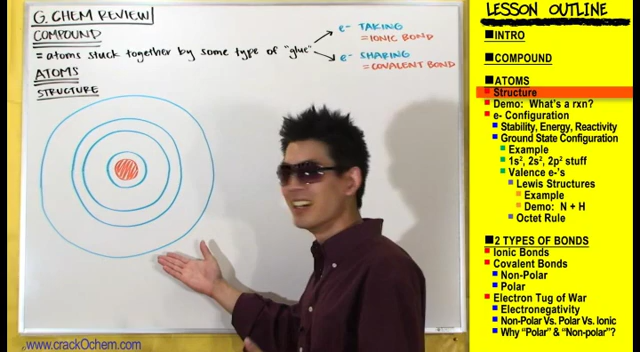 G. CHEM REVIEW
COMPOUND
= atoms stuck together by some type of "glue"
e- TAKING
= IONIC BOND
e- SHARING
= COVALENT BOND
ATOMS
STRUCTURE
www.crackOchem.com
LESSON OUTLINE
INTRO
COMPOUND
ATOMS
Structure
Demo: What's a rxn?
e- Configuration
Stability, Energy, Reactivity
Ground State Configuration
Example
1s², 2s², 2p² stuff
Valence e-'s
Lewis Structures
Example
Demo: N + H
Octet Rule
2 TYPES OF BONDS
Ionic Bonds
Covalent Bonds
Non-Polar
Polar
Electron Tug of War
Electronegativity
Non-Polar Vs. Polar Vs. Ionic
Why "Polar" & "Non-polar"?